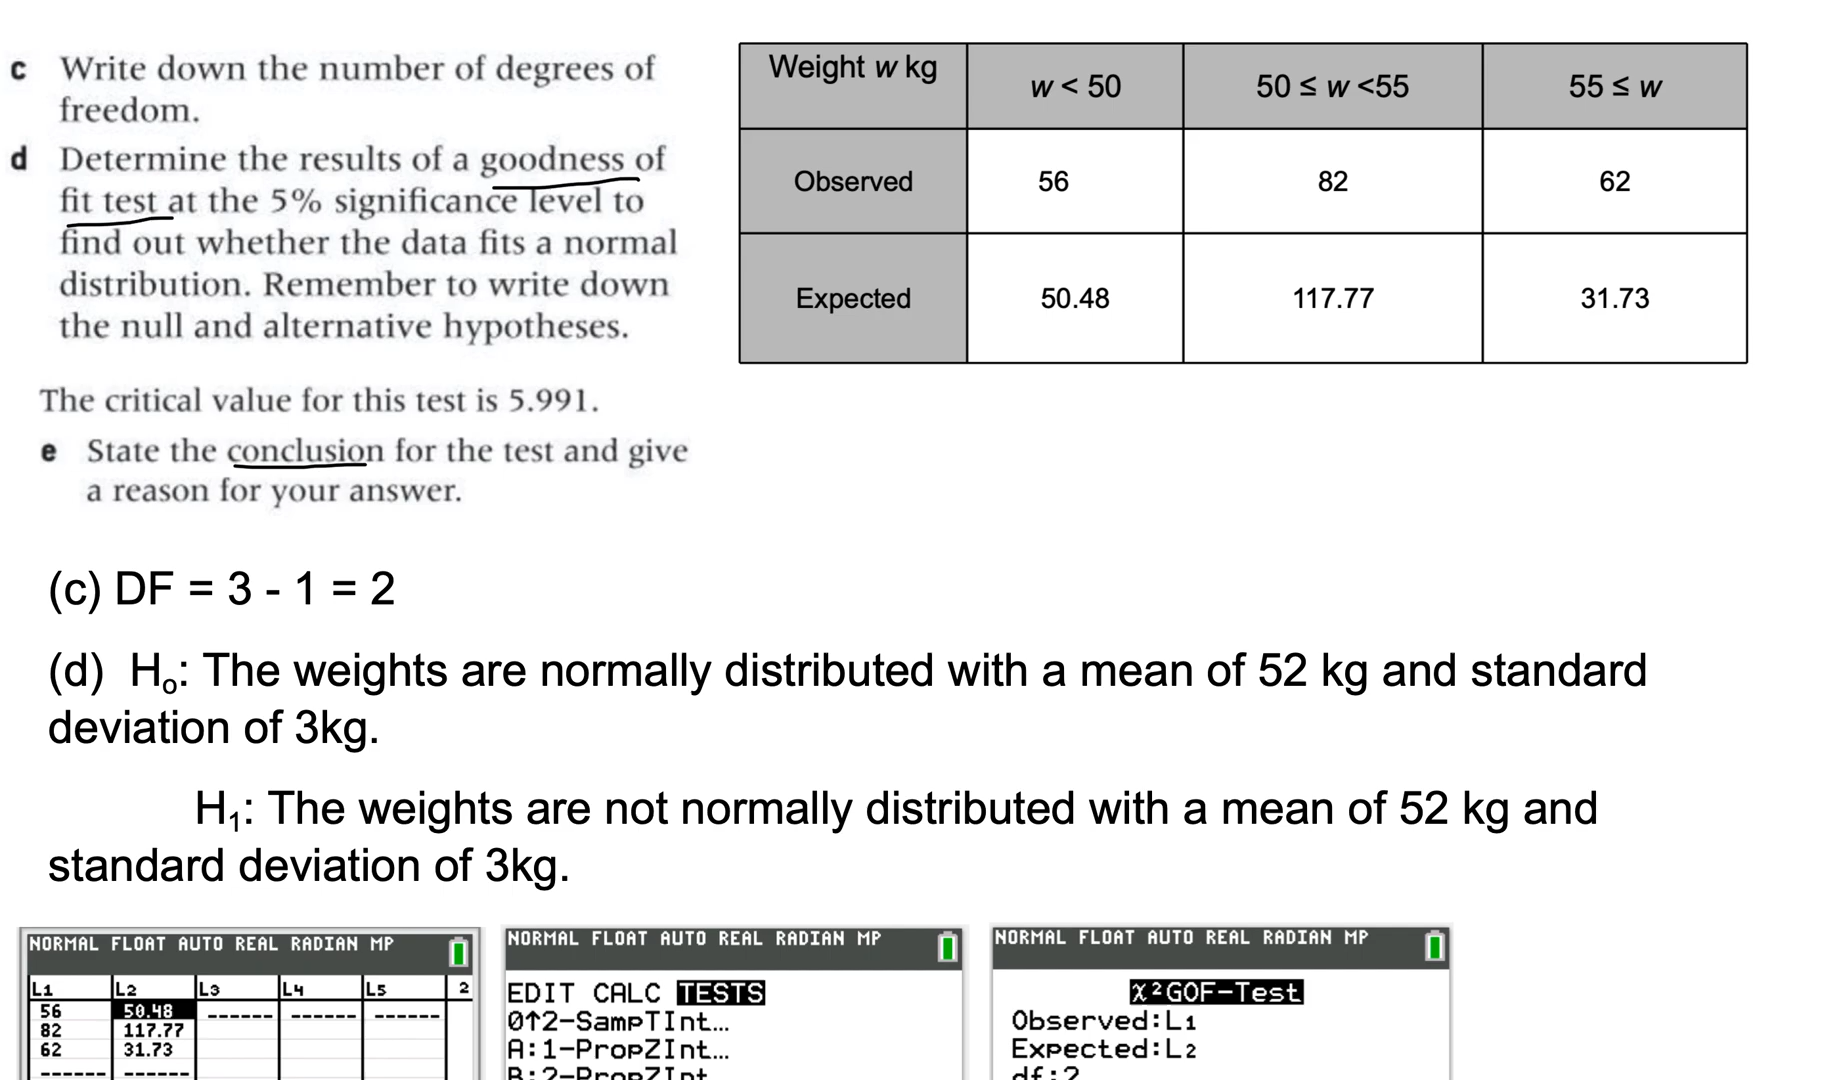 c Write down the number of degrees of
freedom.
d Determine the results of a goodness of
fit test at the 5% significance level to
find out whether the data fits a normal
distribution. Remember to write down
the null and alternative hypotheses.
The critical value for this test is 5.991.
e State the conclusion for the test and give
a reason for your answer.
Weight w kg w < 50 50 ≤ w <55 55 ≤ w
Observed 56 82 62
Expected 50.48 117.77 31.73
(c) DF = 3 - 1 = 2
(d) H₀: The weights are normally distributed with a mean of 52 kg and standard
deviation of 3kg.
H₁: The weights are not normally distributed with a mean of 52 kg and
standard deviation of 3kg.
NORMAL FLOAT AUTO REAL RADIAN MP
L1 L2 L3 L4 L5 2
56 50.48 ------ ------ ------
82 117.77
62 31.73
------ ------
NORMAL FLOAT AUTO REAL RADIAN MP
EDIT CALC TESTS
0↑2-SampTInt…
A:1-PropZInt…
B:2-PropZInt
NORMAL FLOAT AUTO REAL RADIAN MP
χ²GOF-Test
Observed:L1
Expected:L2
df:2